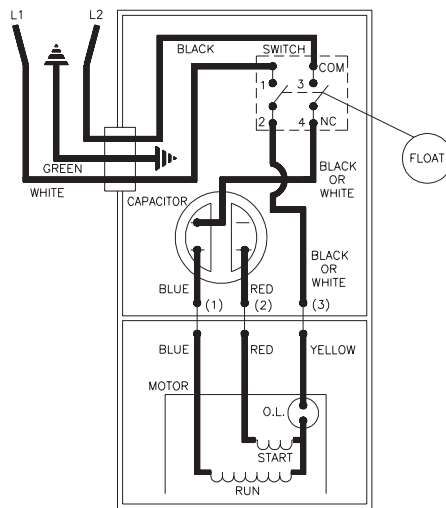 L1
L2
BLACK
SWITCH
COM
1
3
2
4
NC
FLOAT
GREEN
WHITE
CAPACITOR
BLACK
OR
WHITE
BLACK
OR
WHITE
BLUE
RED
(1)
(2)
(3)
BLUE
RED
YELLOW
MOTOR
O.L.
START
RUN